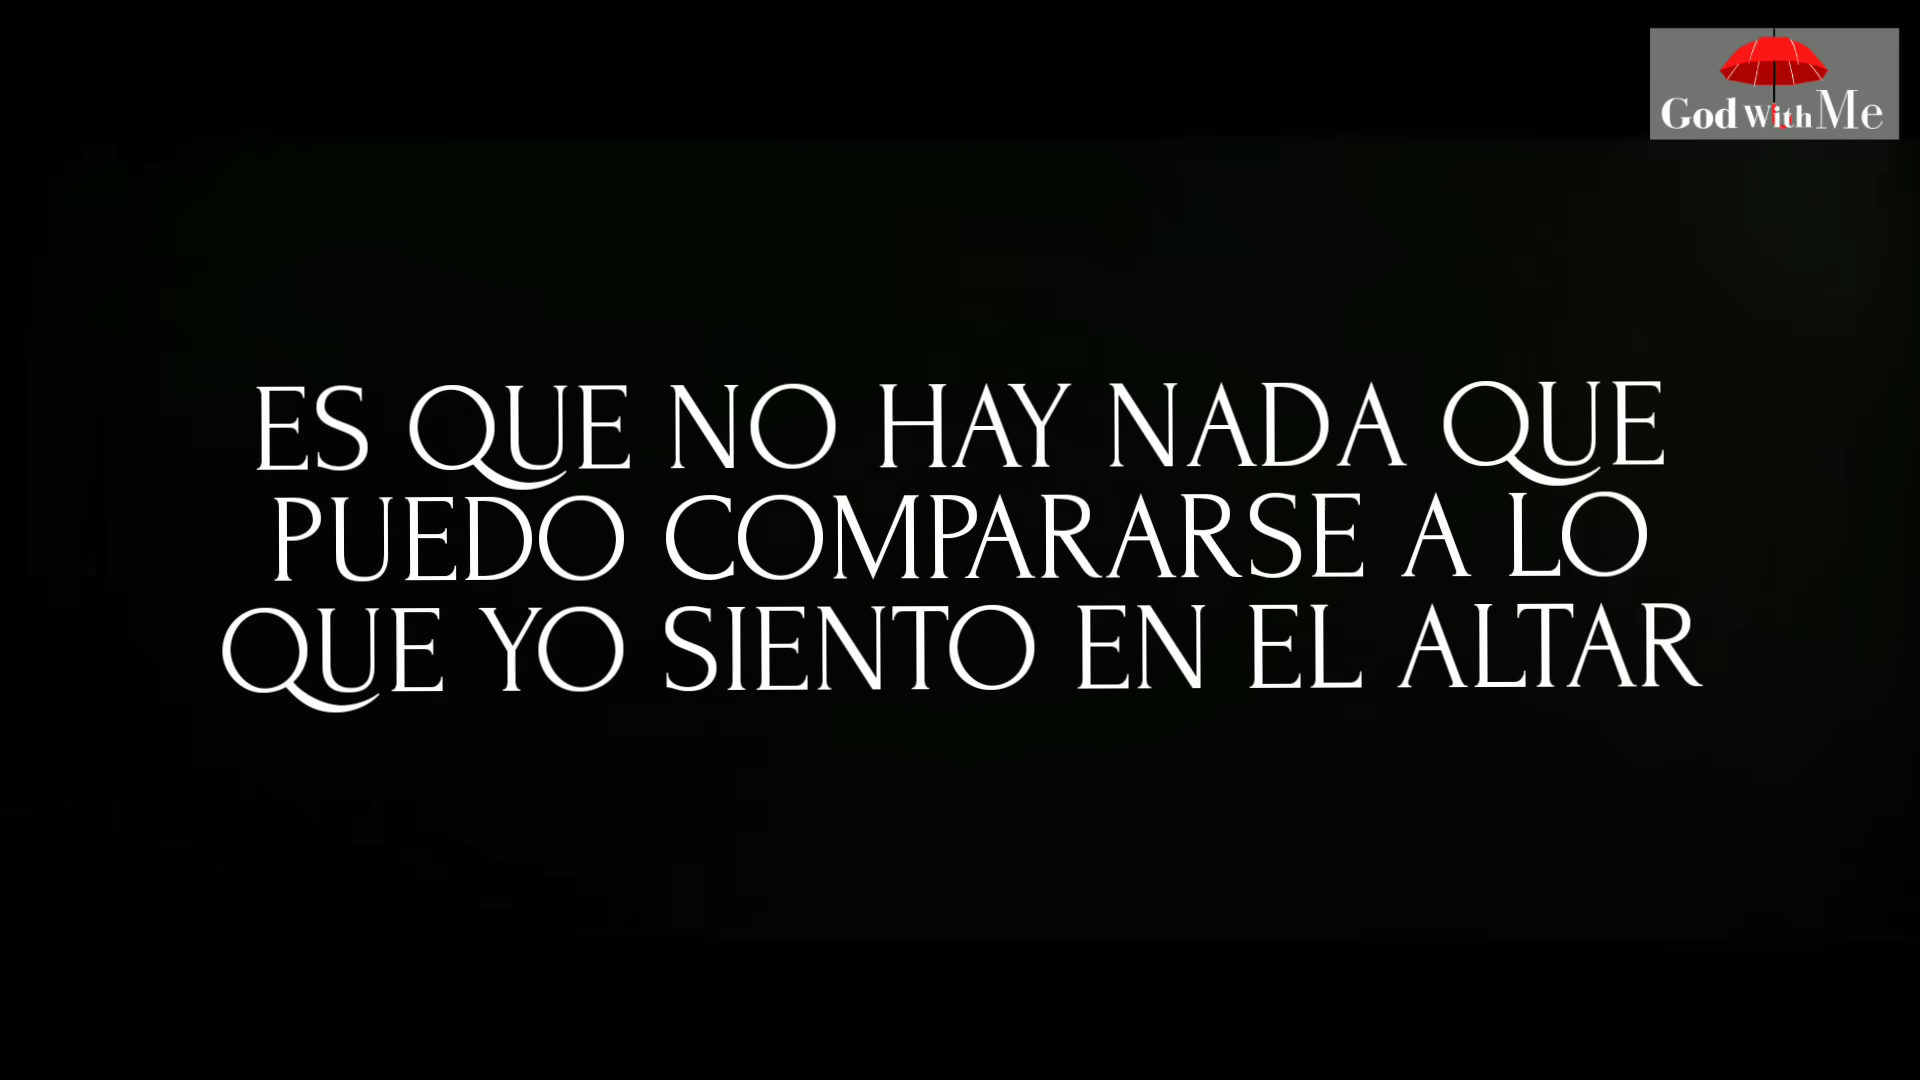 God With Me
ES QUE NO HAY NADA QUE
PUEDO COMPARARSE A LO
QUE YO SIENTO EN EL ALTAR